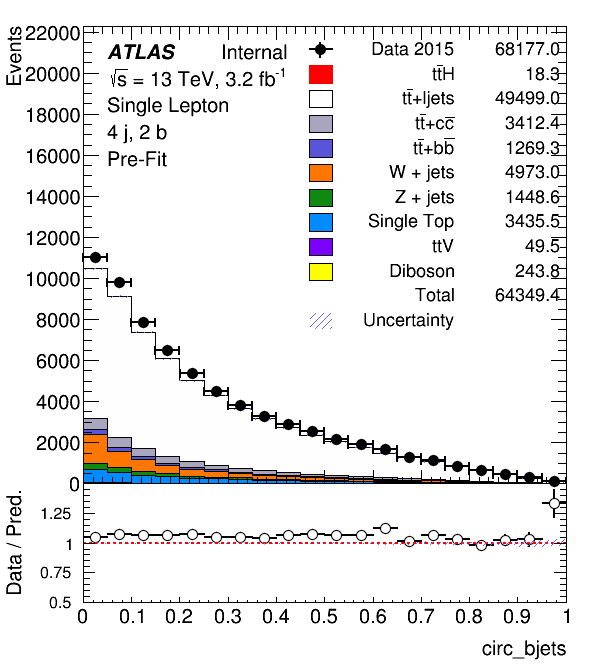 Events
22000
20000
18000
16000
14000
12000
10000
8000
6000
4000
2000
0
ATLAS Internal
√s = 13 TeV, 3.2 fb⁻¹
Single Lepton
4 j, 2 b
Pre-Fit
Data 2015 68177.0
tt̄H 18.3
tt̄+ljets 49499.0
tt̄+cc̄ 3412.4
tt̄+bb̄ 1269.3
W + jets 4973.0
Z + jets 1448.6
Single Top 3435.5
ttV 49.5
Diboson 243.8
Total 64349.4
Uncertainty
Data / Pred.
1.25
1
0.75
0.5
0 0.1 0.2 0.3 0.4 0.5 0.6 0.7 0.8 0.9 1
circ_bjets